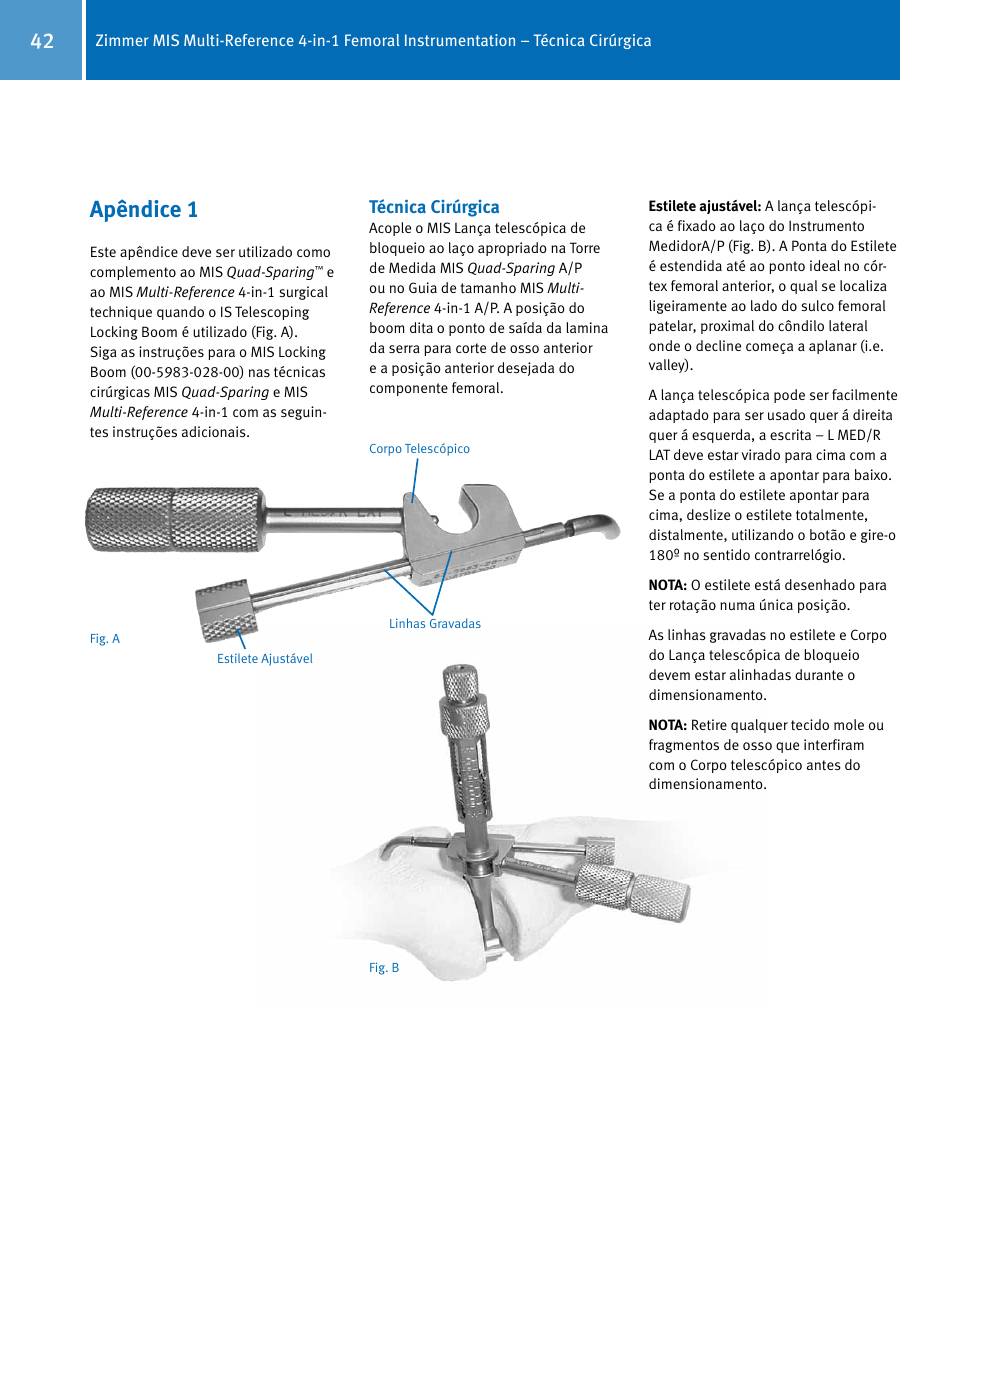 42
Zimmer MIS Multi-Reference 4-in-1 Femoral Instrumentation – Técnica Cirúrgica
Apêndice 1
Este apêndice deve ser utilizado como
complemento ao MIS Quad-Sparing™ e
ao MIS Multi-Reference 4-in-1 surgical
technique quando o IS Telescoping
Locking Boom é utilizado (Fig. A).
Siga as instruções para o MIS Locking
Boom (00-5983-028-00) nas técnicas
cirúrgicas MIS Quad-Sparing e MIS
Multi-Reference 4-in-1 com as seguin-
tes instruções adicionais.
Técnica Cirúrgica
Acople o MIS Lança telescópica de
bloqueio ao laço apropriado na Torre
de Medida MIS Quad-Sparing A/P
ou no Guia de tamanho MIS Multi-
Reference 4-in-1 A/P. A posição do
boom dita o ponto de saída da lamina
da serra para corte de osso anterior
e a posição anterior desejada do
componente femoral.
Corpo Telescópico
Linhas Gravadas
Fig. A
Estilete Ajustável
Fig. B
Estilete ajustável: A lança telescópi-
ca é fixado ao laço do Instrumento
MedidorA/P (Fig. B). A Ponta do Estilete
é estendida até ao ponto ideal no cór-
tex femoral anterior, o qual se localiza
ligeiramente ao lado do sulco femoral
patelar, proximal do côndilo lateral
onde o decline começa a aplanar (i.e.
valley).
A lança telescópica pode ser facilmente
adaptado para ser usado quer á direita
quer á esquerda, a escrita – L MED/R
LAT deve estar virado para cima com a
ponta do estilete a apontar para baixo.
Se a ponta do estilete apontar para
cima, deslize o estilete totalmente,
distalmente, utilizando o botão e gire-o
180º no sentido contrarrelógio.
NOTA: O estilete está desenhado para
ter rotação numa única posição.
As linhas gravadas no estilete e Corpo
do Lança telescópica de bloqueio
devem estar alinhadas durante o
dimensionamento.
NOTA: Retire qualquer tecido mole ou
fragmentos de osso que interfiram
com o Corpo telescópico antes do
dimensionamento.